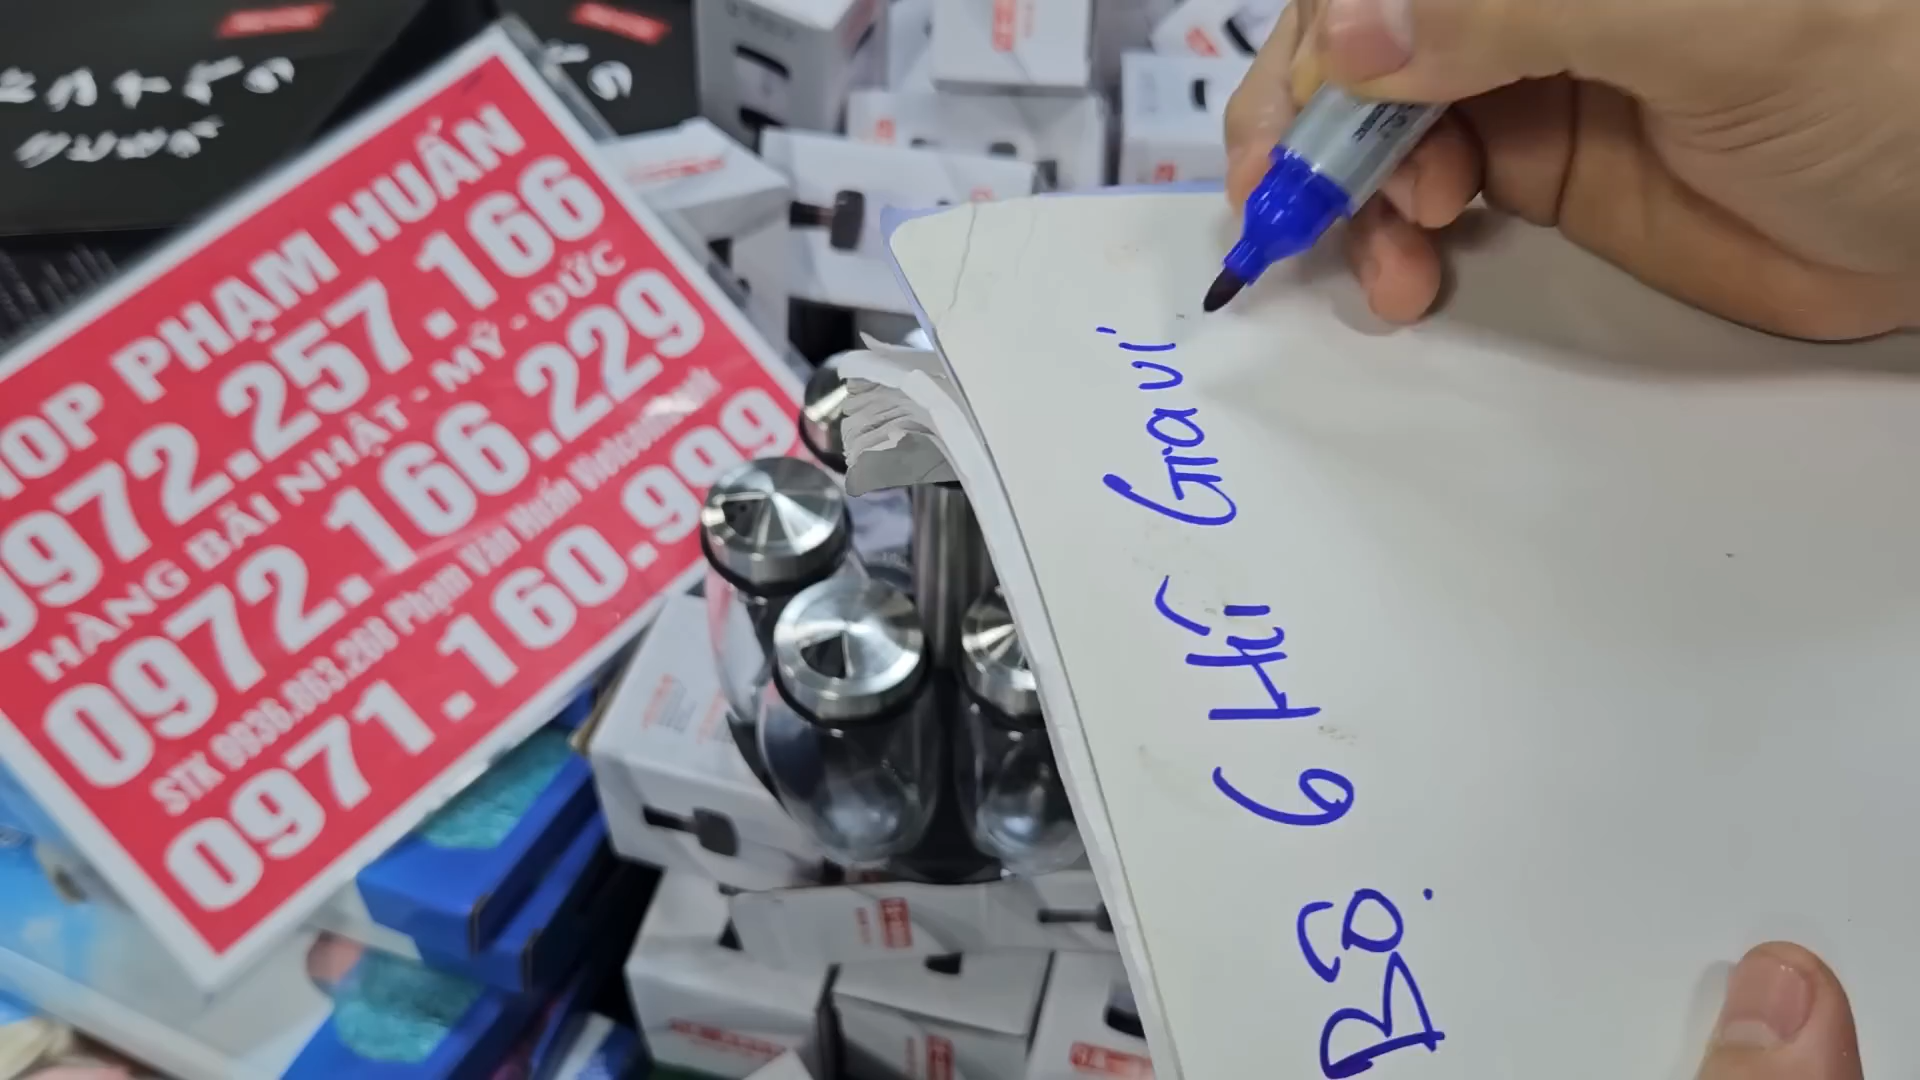 SHOP PHẠM HUẤN
0972.257.166
HÀNG BÃI NHẬT - MỸ - ĐỨC
0972.166.229
STK 9936.863.268 Phạm Văn Huấn Vietcombank
0971.160.999
Bộ 6 Hũ Gia vị